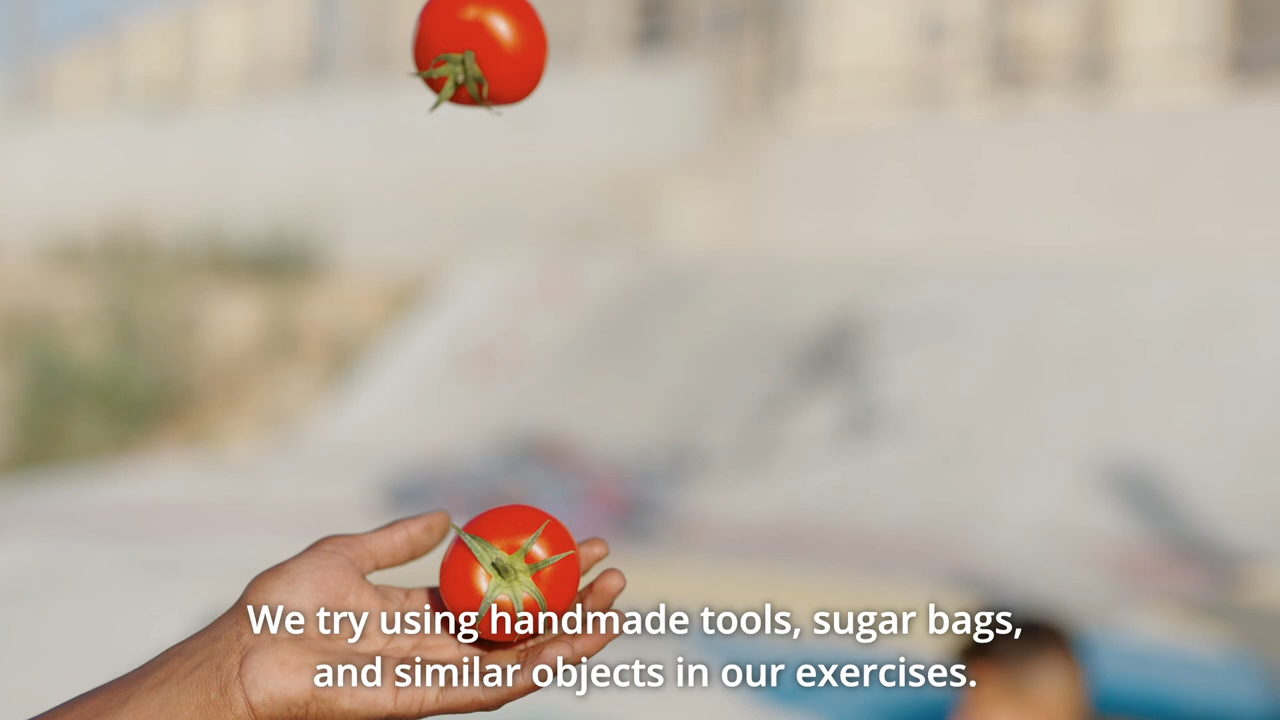 We try using handmade tools, sugar bags,
and similar objects in our exercises.